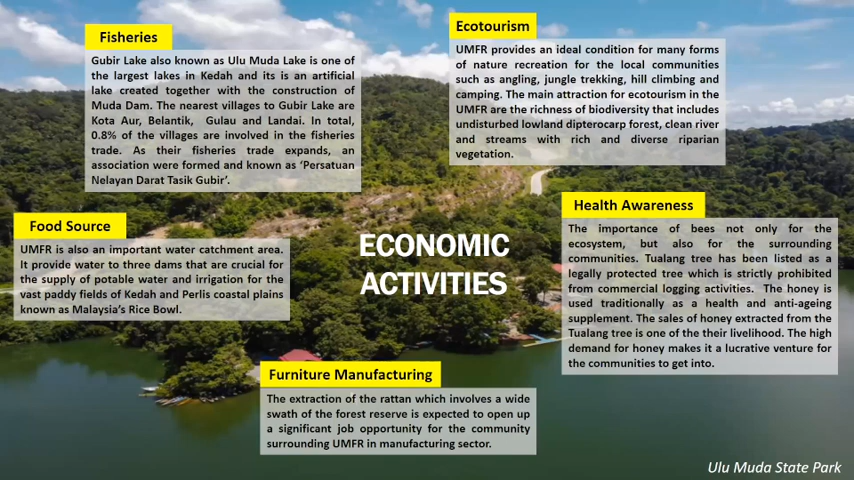 Fisheries
Gubir Lake also known as Ulu Muda Lake is one of
the largest lakes in Kedah and its is an artificial
lake created together with the construction of
Muda Dam. The nearest villages to Gubir Lake are
Kota Aur, Belantik, Gulau and Landai. In total,
0.8% of the villages are involved in the fisheries
trade. As their fisheries trade expands, an
association were formed and known as ‘Persatuan
Nelayan Darat Tasik Gubir’.
Ecotourism
UMFR provides an ideal condition for many forms
of nature recreation for the local communities
such as angling, jungle trekking, hill climbing and
camping. The main attraction for ecotourism in the
UMFR are the richness of biodiversity that includes
undisturbed lowland dipterocarp forest, clean river
and streams with rich and diverse riparian
vegetation.
Food Source
UMFR is also an important water catchment area.
It provide water to three dams that are crucial for
the supply of potable water and irrigation for the
vast paddy fields of Kedah and Perlis coastal plains
known as Malaysia’s Rice Bowl.
ECONOMIC
ACTIVITIES
Health Awareness
The importance of bees not only for the
ecosystem, but also for the surrounding
communities. Tualang tree has been listed as a
legally protected tree which is strictly prohibited
from commercial logging activities. The honey is
used traditionally as a health and anti-ageing
supplement. The sales of honey extracted from the
Tualang tree is one of the their livelihood. The high
demand for honey makes it a lucrative venture for
the communities to get into.
Furniture Manufacturing
The extraction of the rattan which involves a wide
swath of the forest reserve is expected to open up
a significant job opportunity for the community
surrounding UMFR in manufacturing sector.
Ulu Muda State Park